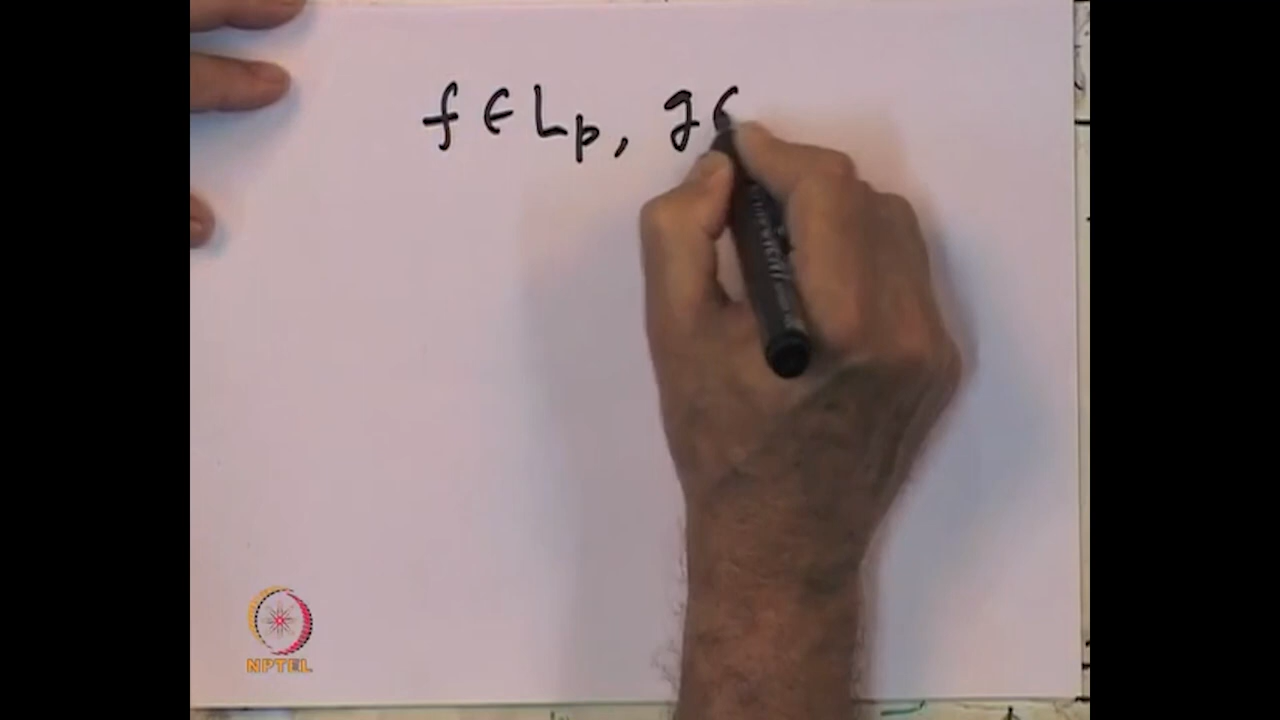 f ∈ Lp, g ∈
NPTEL